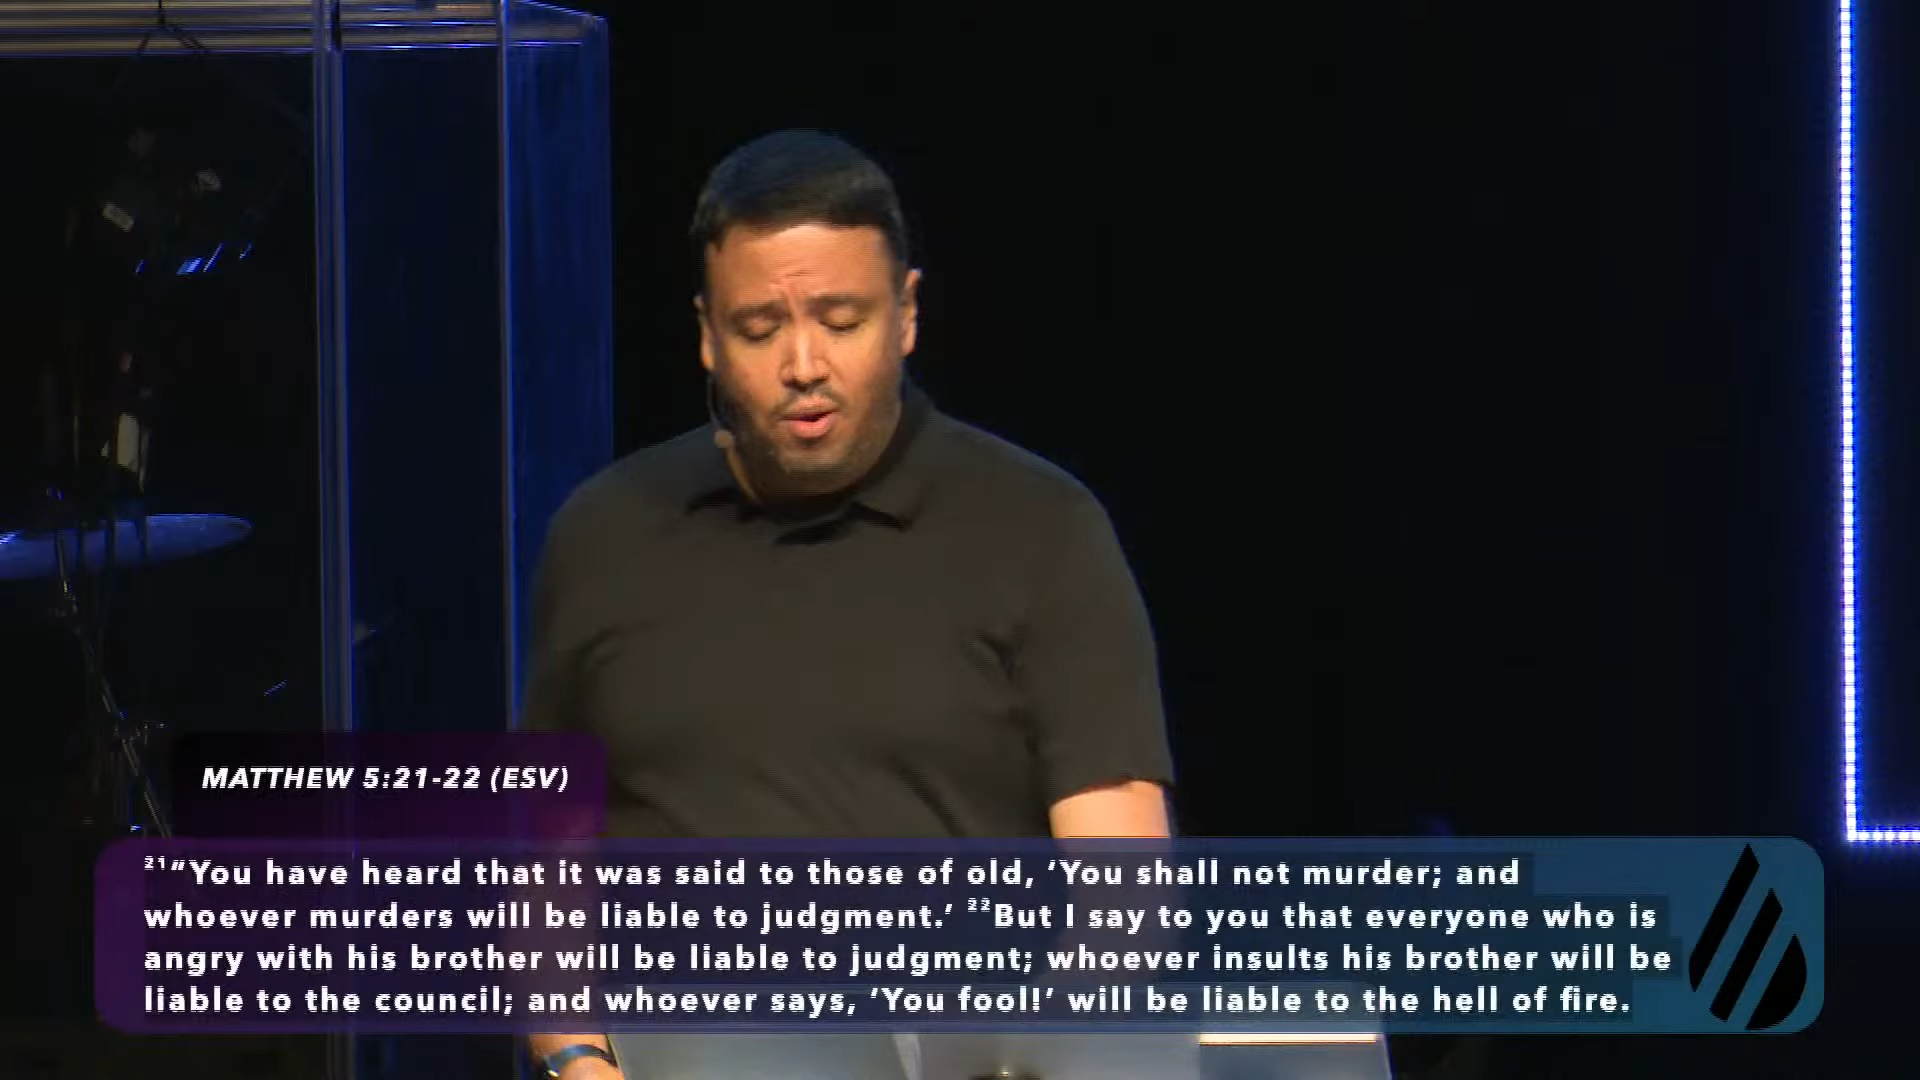 MATTHEW 5:21-22 (ESV)
²¹“You have heard that it was said to those of old, ‘You shall not murder; and
whoever murders will be liable to judgment.’ ²²But I say to you that everyone who is
angry with his brother will be liable to judgment; whoever insults his brother will be
liable to the council; and whoever says, ‘You fool!’ will be liable to the hell of fire.